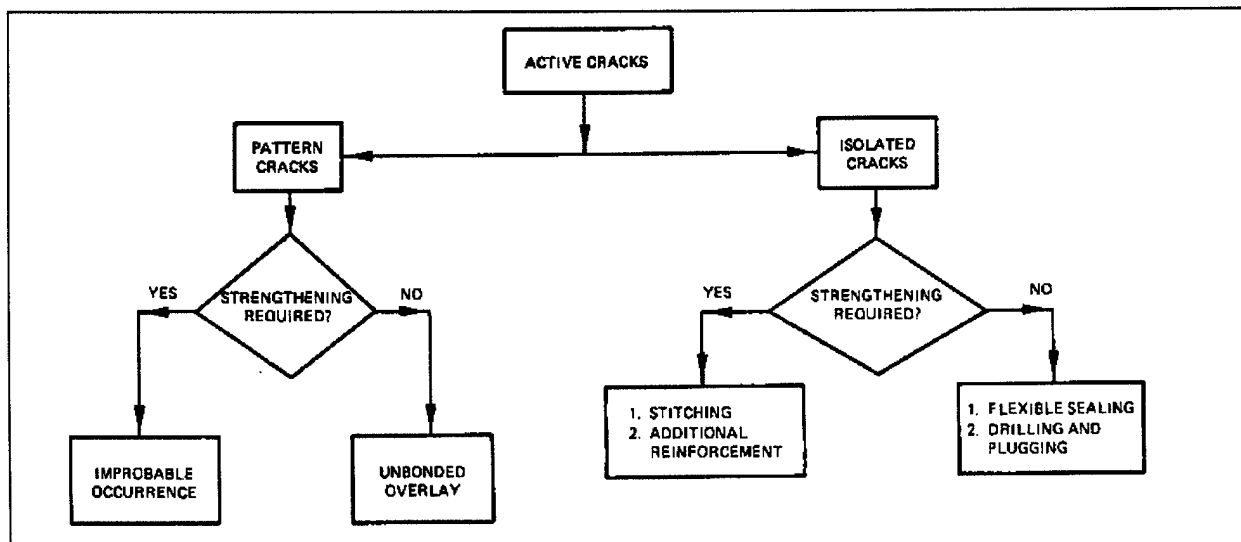 ACTIVE CRACKS
PATTERN
CRACKS
ISOLATED
CRACKS
YES
STRENGTHENING
REQUIRED?
NO
YES
STRENGTHENING
REQUIRED?
NO
IMPROBABLE
OCCURRENCE
UNBONDED
OVERLAY
1. STITCHING
2. ADDITIONAL
REINFORCEMENT
1. FLEXIBLE SEALING
2. DRILLING AND
PLUGGING